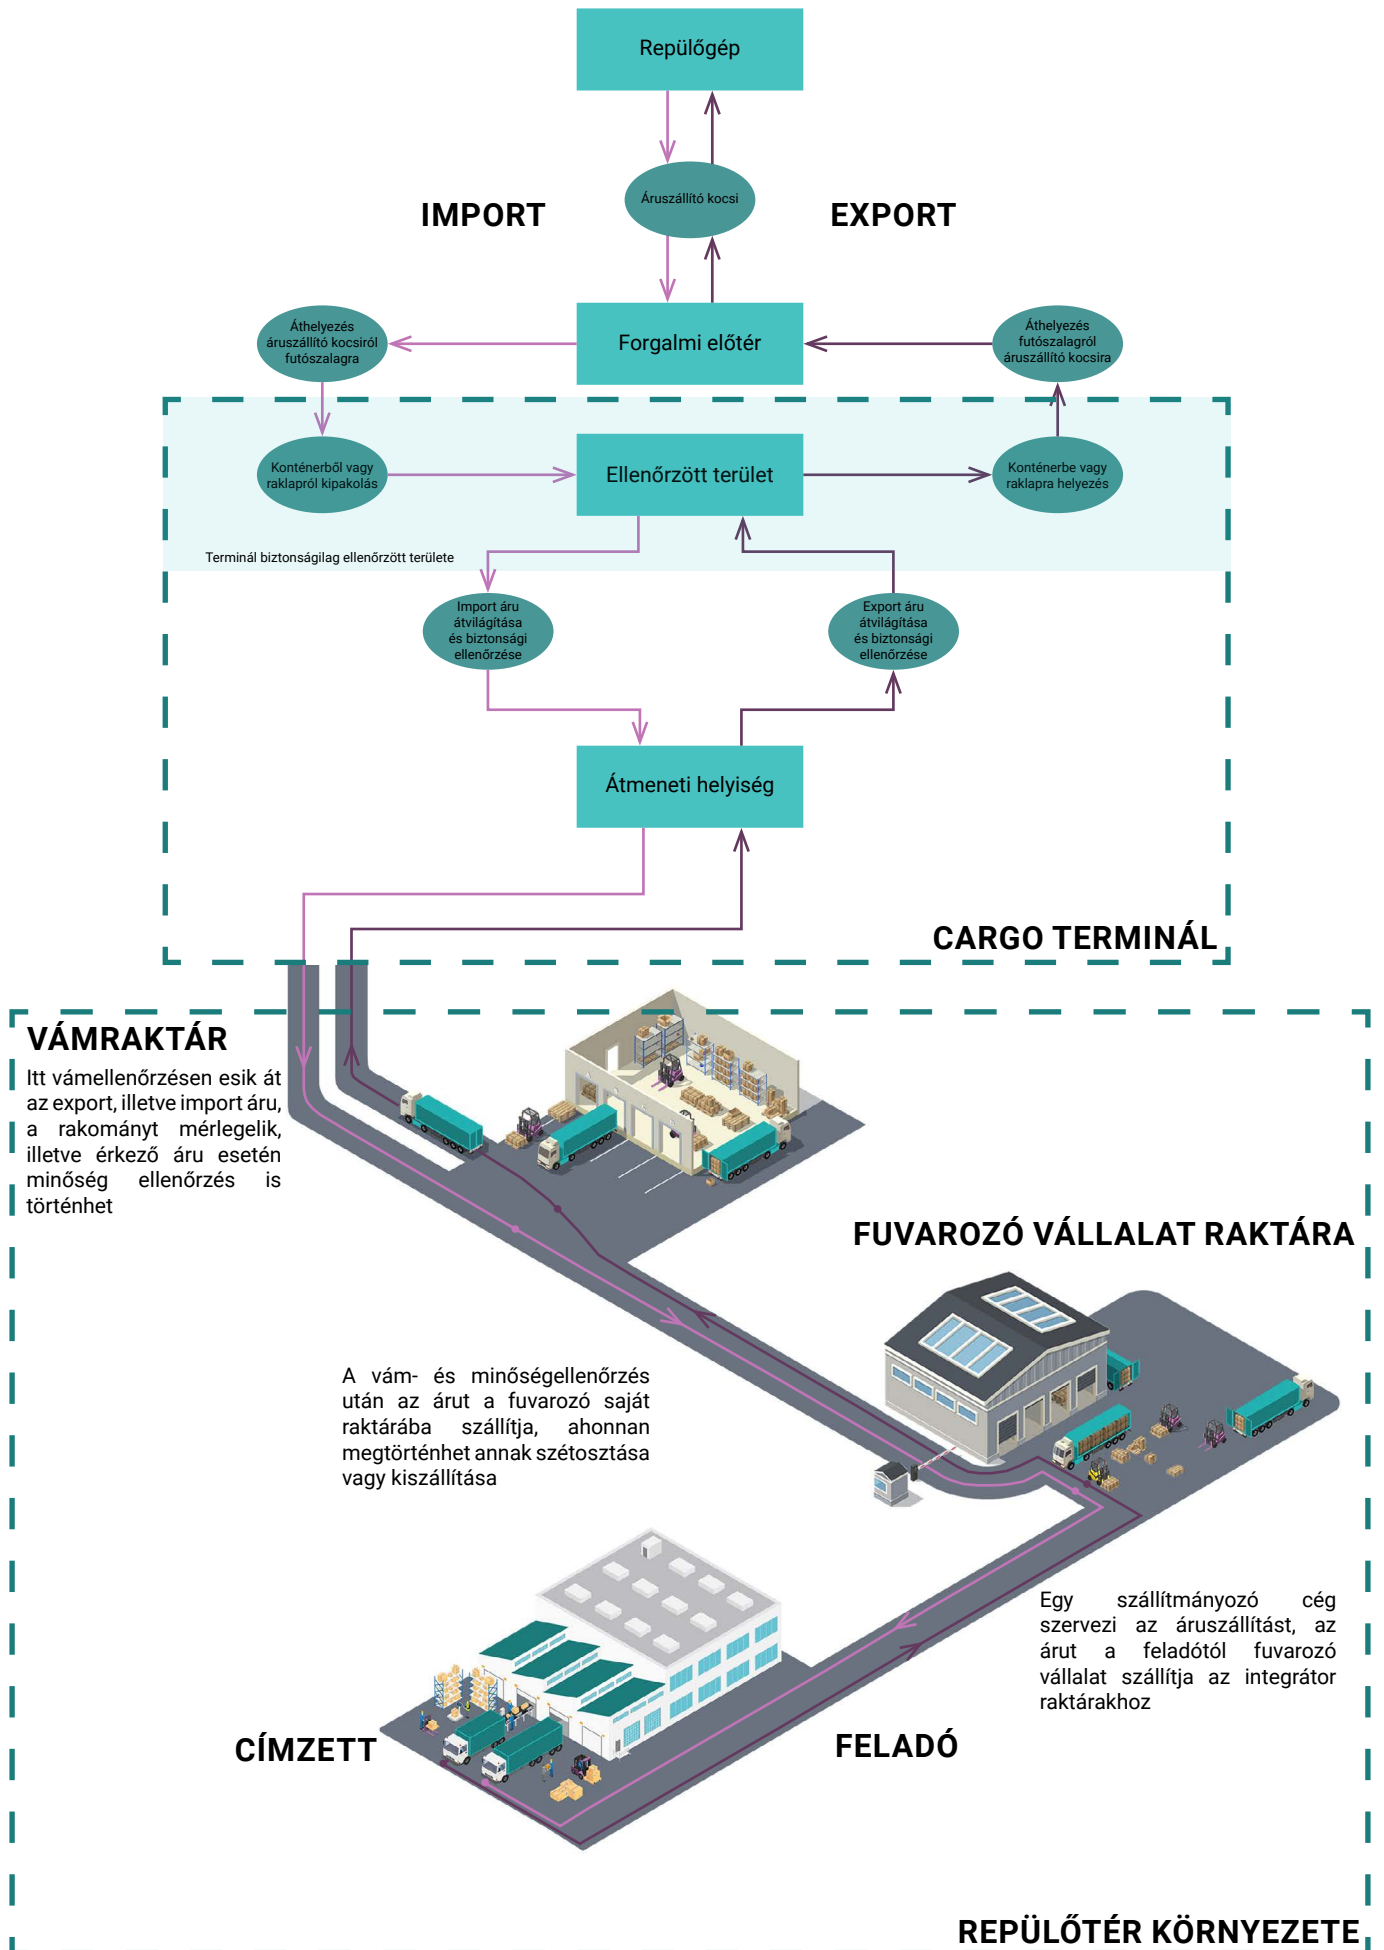 Repülőgép
Áruszállító kocsi
IMPORT
EXPORT
Áthelyezés
áruszállító kocsiról
futószalagra
Forgalmi előtér
Áthelyezés
futószalagról
áruszállító kocsira
Konténerből vagy
raklapról kipakolás
Ellenőrzött terület
Konténerbe vagy
raklapra helyezés
Terminál biztonságilag ellenőrzött területe
Import áru
átvilágítása
és biztonsági
ellenőrzése
Export áru
átvilágítása
és biztonsági
ellenőrzése
Átmeneti helyiség
CARGO TERMINÁL
VÁMRAKTÁR
Itt vámellenőrzésen esik át
az export, illetve import áru,
a rakományt mérlegelik,
illetve érkező áru esetén
minőség ellenőrzés is
történhet
FUVAROZÓ VÁLLALAT RAKTÁRA
A vám- és minőségellenőrzés
után az árut a fuvarozó saját
raktárába szállítja, ahonnan
megtörténhet annak szétosztása
vagy kiszállítása
Egy szállítmányozó cég
szervezi az áruszállítást, az
árut a feladótól fuvarozó
vállalat szállítja az integrátor
raktárakhoz
CÍMZETT
FELADÓ
REPÜLŐTÉR KÖRNYEZETE